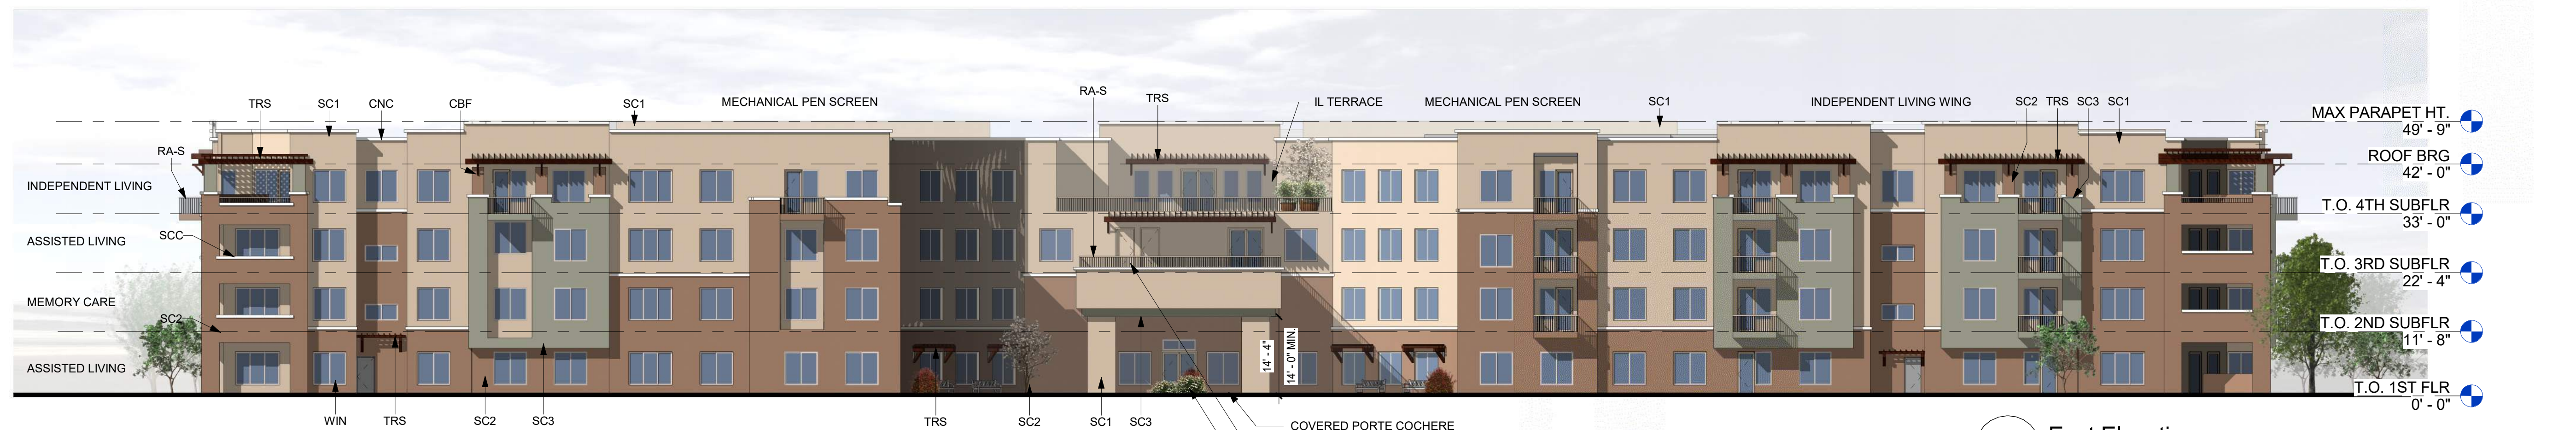 TRS SC1 CNC CBF SC1 MECHANICAL PEN SCREEN RA-S TRS IL TERRACE MECHANICAL PEN SCREEN SC1 INDEPENDENT LIVING WING SC2 TRS SC3 SC1
MAX PARAPET HT.
49' - 9"
RA-S
ROOF BRG
42' - 0"
INDEPENDENT LIVING
T.O. 4TH SUBFLR
33' - 0"
SCC
ASSISTED LIVING
T.O. 3RD SUBFLR
22' - 4"
MEMORY CARE
SC2
T.O. 2ND SUBFLR
11' - 8"
14' - 4"
14' - 0" MIN.
ASSISTED LIVING
T.O. 1ST FLR
0' - 0"
WIN TRS SC2 SC3 TRS SC2 SC1 SC3 COVERED PORTE COCHERE